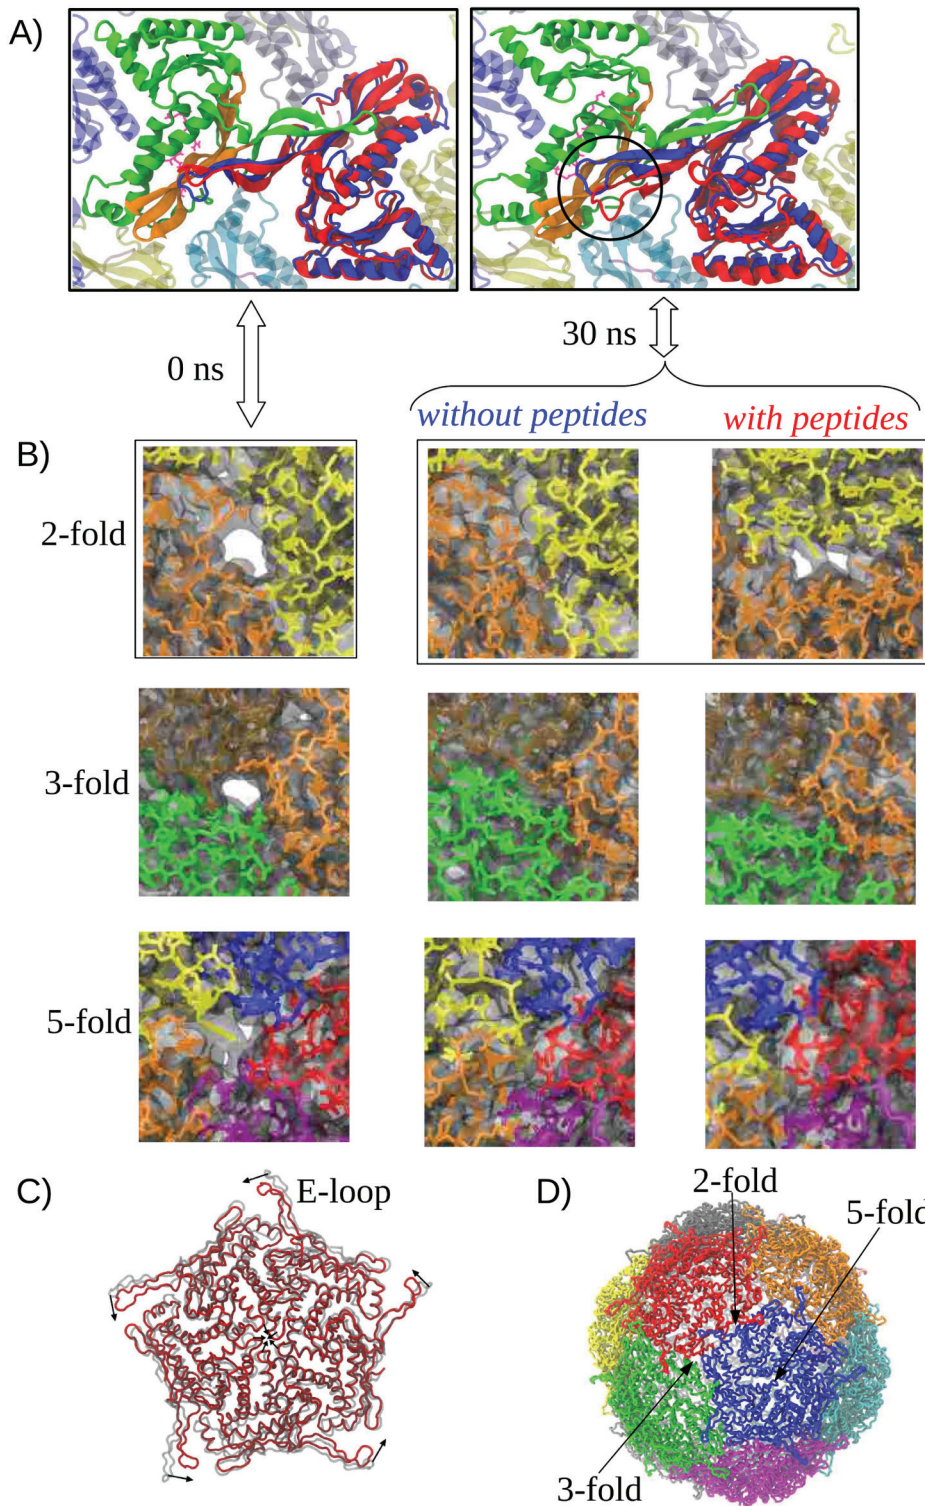 A)
0 ns
30 ns
without peptides
with peptides
B)
2-fold
3-fold
5-fold
C)
E-loop
D)
2-fold
5-fold
3-fold